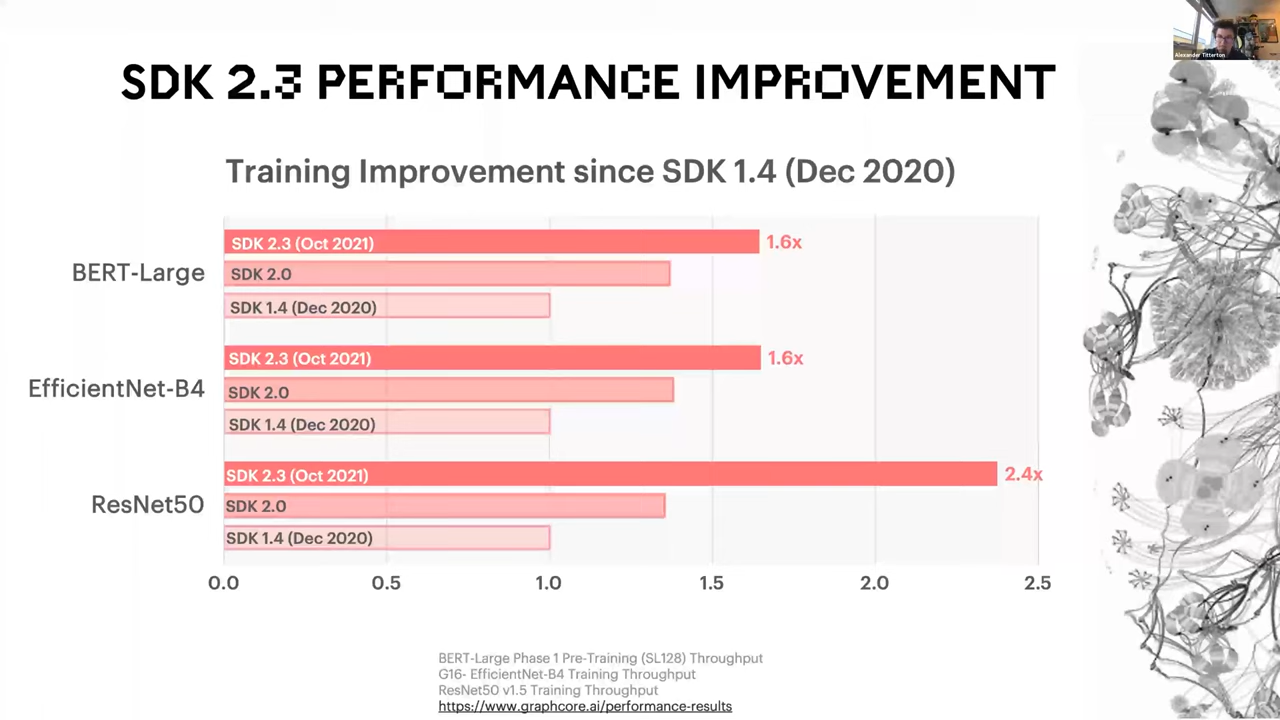 Alexander Titterton
SDK 2.3 PERFORMANCE IMPROVEMENT
Training Improvement since SDK 1.4 (Dec 2020)
BERT-Large
SDK 2.3 (Oct 2021)
1.6x
SDK 2.0
SDK 1.4 (Dec 2020)
EfficientNet-B4
SDK 2.3 (Oct 2021)
1.6x
SDK 2.0
SDK 1.4 (Dec 2020)
ResNet50
SDK 2.3 (Oct 2021)
2.4x
SDK 2.0
SDK 1.4 (Dec 2020)
0.0 0.5 1.0 1.5 2.0 2.5
BERT-Large Phase 1 Pre-Training (SL128) Throughput
G16- EfficientNet-B4 Training Throughput
ResNet50 v1.5 Training Throughput
https://www.graphcore.ai/performance-results